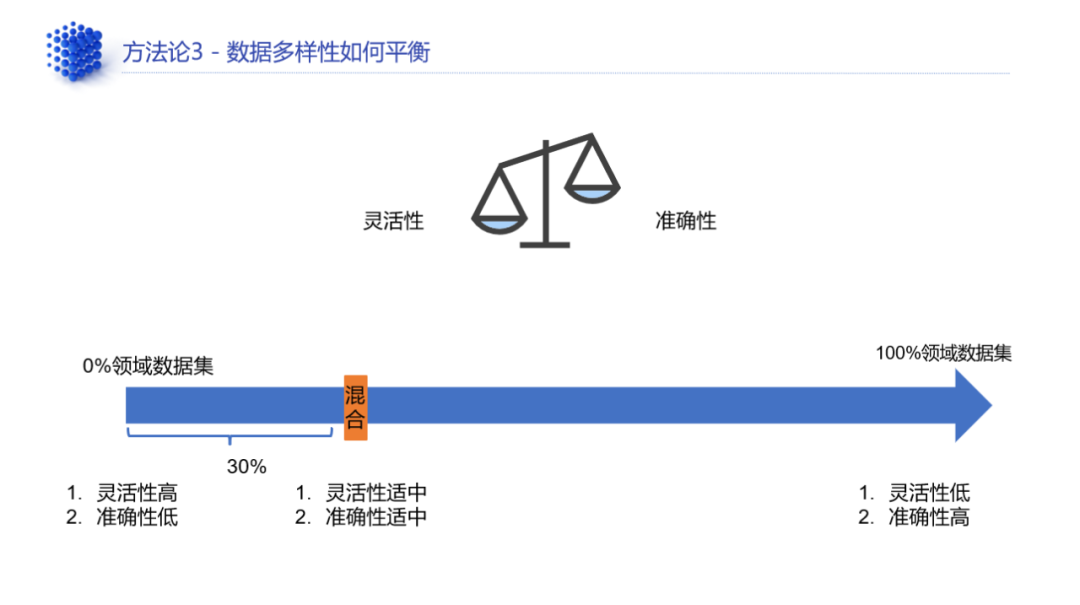 方法论3 - 数据多样性如何平衡
灵活性
准确性
0%领域数据集
100%领域数据集
混
合
30%
1. 灵活性高
2. 准确性低
1. 灵活性适中
2. 准确性适中
1. 灵活性低
2. 准确性高